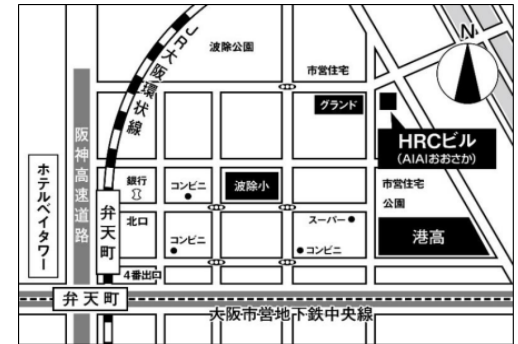 N
波除公園
市営住宅
JR大阪環状線
グランド
HRCビル
(AIAIおおさか)
阪神高速道路
ホテルベイタワー
銀行
コンビニ
波除小
市営住宅
公園
弁天町
北口
スーパー
港高
コンビニ
コンビニ
4番出口
弁天町
大阪市営地下鉄中央線